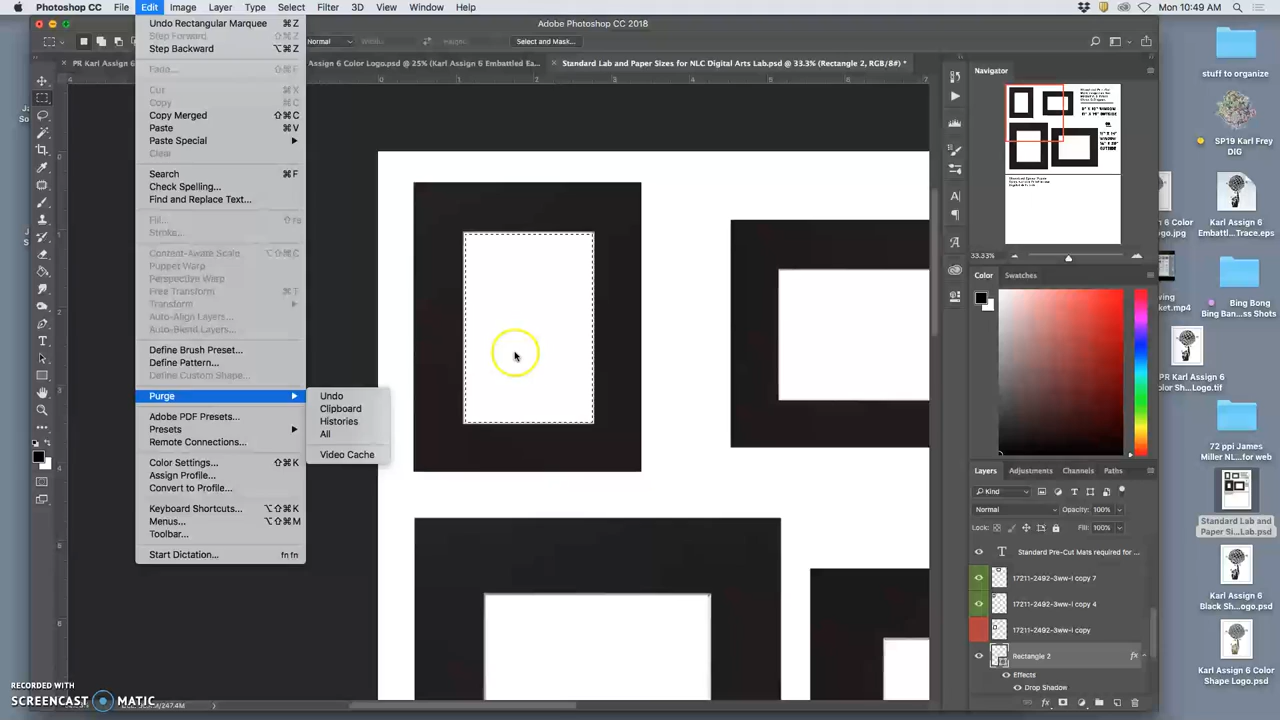 Photoshop CC File Edit Image Layer Type Select Filter 3D View Window Help Mon 10:49 AM
Adobe Photoshop CC 2018
Normal Width: Height: Select and Mask...
PR Karl Assign 6 Assign 6 Color Logo.psd @ 25% (Karl Assign 6 Embattled Ea... Standard Lab and Paper Sizes for NLC Digital Arts Lab.psd @ 33.3% (Rectangle 2, RGB/8#) *
Undo Rectangular Marquee ⌘Z
Step Forward ⇧⌘Z
Step Backward ⌥⌘Z
Fade...
Cut ⌘X
Copy ⌘C
Copy Merged ⇧⌘C
Paste ⌘V
Paste Special
Clear
Search ⌘F
Check Spelling...
Find and Replace Text...
Fill...
Stroke...
Content-Aware Scale ⌥⇧⌘C
Puppet Warp
Perspective Warp
Free Transform ⌘T
Transform
Auto-Align Layers...
Auto-Blend Layers...
Define Brush Preset...
Define Pattern...
Define Custom Shape...
Purge
Undo
Clipboard
Histories
All
Video Cache
Adobe PDF Presets...
Presets
Remote Connections...
Color Settings... ⇧⌘K
Assign Profile...
Convert to Profile...
Keyboard Shortcuts... ⌥⇧⌘K
Menus... ⌥⇧⌘M
Toolbar...
Start Dictation... fn fn
Navigator
33.33%
Color Swatches
Layers Adjustments Channels Paths
Kind
Normal Opacity: 100%
Lock: Fill: 100%
Standard Pre-Cut Mats required for ...
17211-2492-3ww-l copy 7
17211-2492-3ww-l copy 4
17211-2492-3ww-l copy
Rectangle 2 fx
Effects
Drop Shadow
stuff to organize
SP19 Karl Frey
DIG
Karl Assign 6
Embattl...Trace.eps
Bing Bong
Bing Ban...s Shots
PR Karl Assign 6
Color Logo.tif
72 ppi James
Miller NL...for web
Standard Lab and
Paper Si...Lab.psd
Karl Assign 6
Black Sh...ogo.psd
Karl Assign 6 Color
Shape Logo.psd
RECORDED WITH
SCREENCAST MATIC